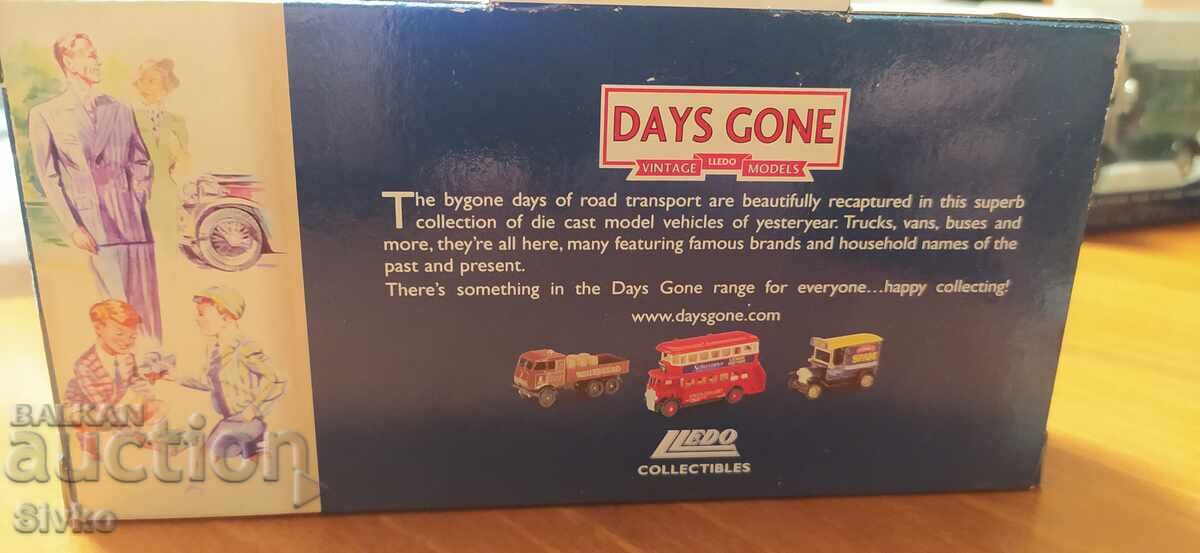 DAYS GONE
VINTAGE LLEDO MODELS
The bygone days of road transport are beautifully recaptured in this superb
collection of die cast model vehicles of yesteryear. Trucks, vans, buses and
more, they're all here, many featuring famous brands and household names of the
past and present.
There's something in the Days Gone range for everyone...happy collecting!
www.daysgone.com
LLEDO
COLLECTIBLES
BALKAN
auction
Sivko